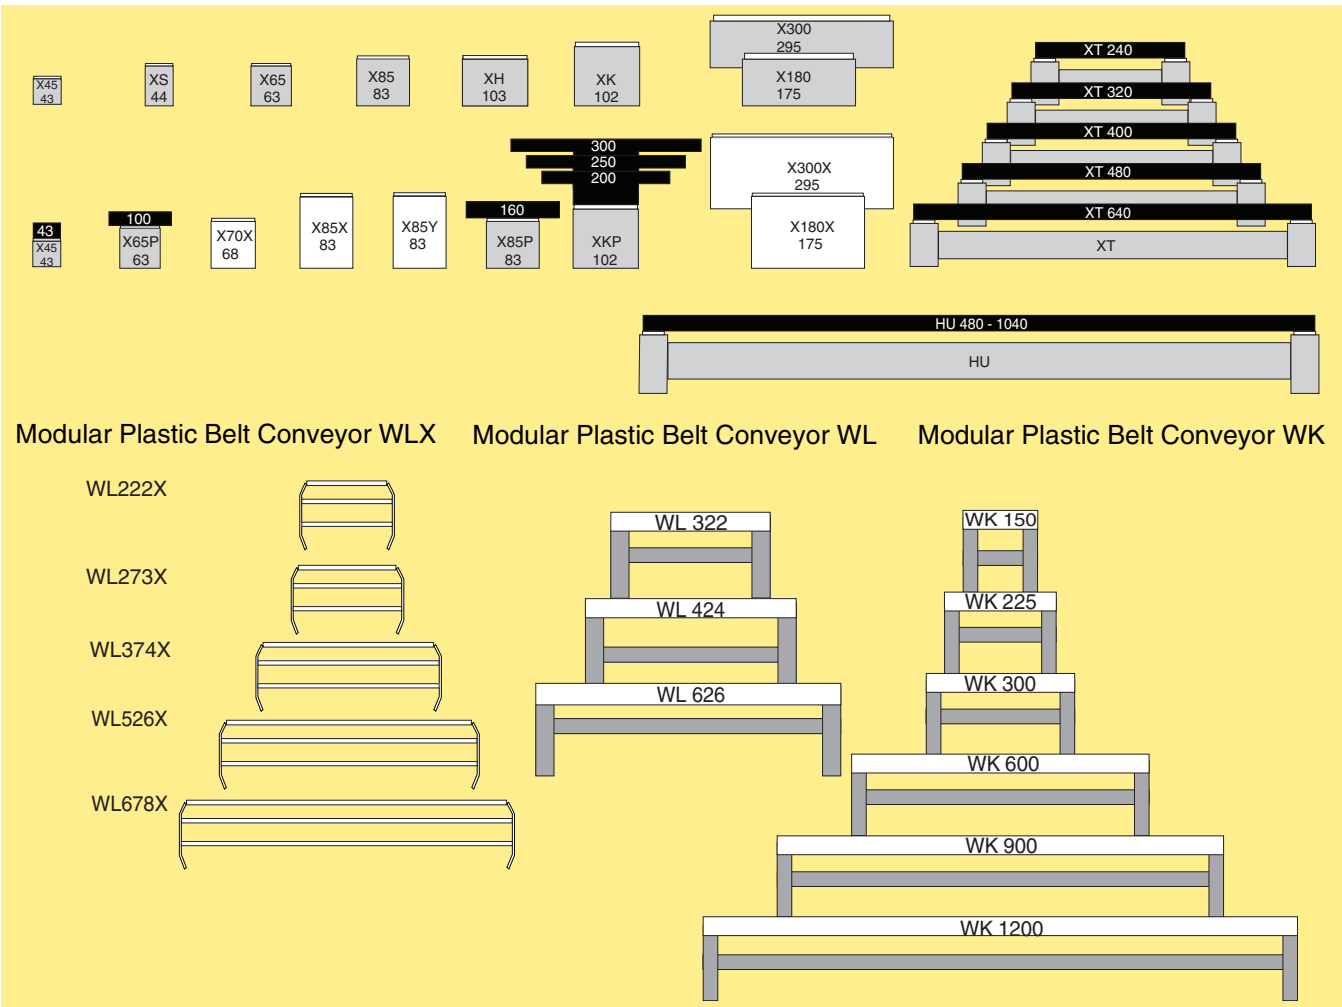 X45
43
XS
44
X65
63
X85
83
XH
103
XK
102
X300
295
X180
175
XT 240
XT 320
XT 400
XT 480
XT 640
XT
43
X45
43
100
X65P
63
X70X
68
X85X
83
X85Y
83
160
X85P
83
300
250
200
XKP
102
X300X
295
X180X
175
HU 480 - 1040
HU
Modular Plastic Belt Conveyor WLX
WL222X
WL273X
WL374X
WL526X
WL678X
Modular Plastic Belt Conveyor WL
WL 322
WL 424
WL 626
Modular Plastic Belt Conveyor WK
WK 150
WK 225
WK 300
WK 600
WK 900
WK 1200